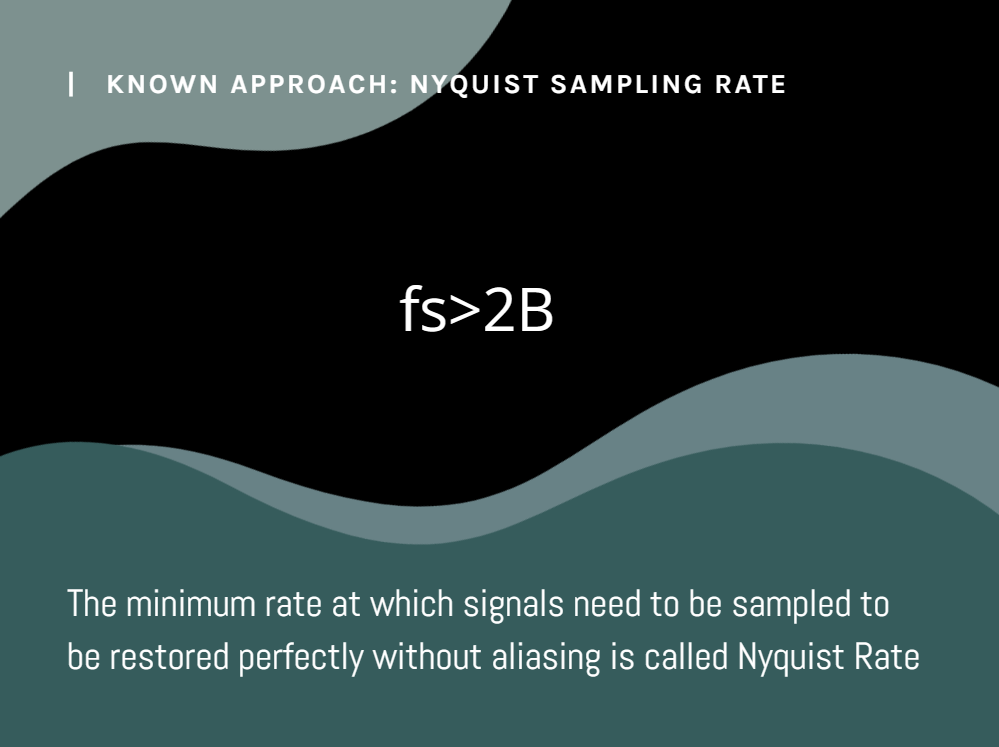 | KNOWN APPROACH: NYQUIST SAMPLING RATE
fs>2B
The minimum rate at which signals need to be sampled to
be restored perfectly without aliasing is called Nyquist Rate